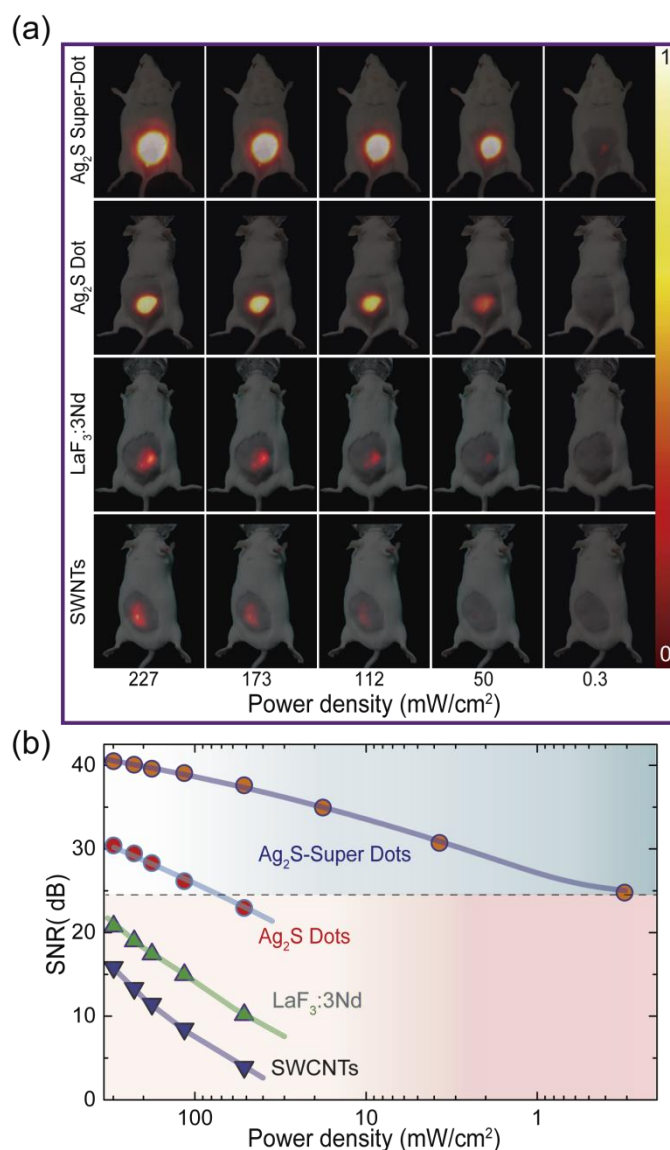 (a)
Ag₂S Super-Dot
1
Ag₂S Dot
LaF₃:3Nd
SWNTs
0
227 173 112 50 0.3
Power density (mW/cm²)
(b)
40
30
20
10
0
SNR( dB)
Ag₂S-Super Dots
Ag₂S Dots
LaF₃:3Nd
SWCNTs
100 10 1
Power density (mW/cm²)